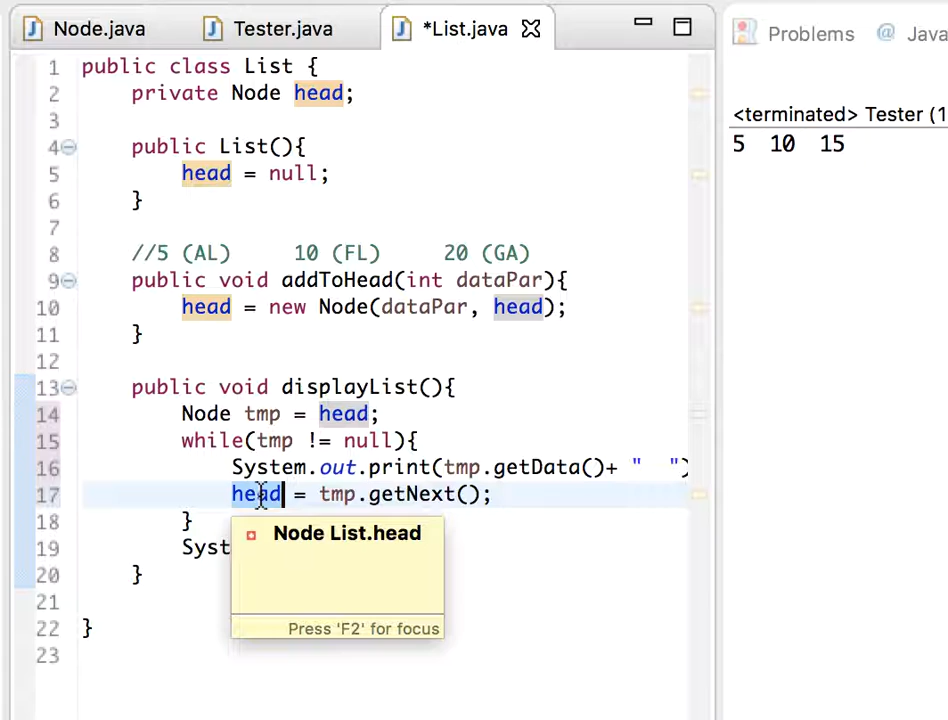 Node.java Tester.java *List.java
Problems @ Java
<terminated> Tester (1
5 10 15
1 public class List {
2 private Node head;
3
4 public List(){
5 head = null;
6 }
7
8 //5 (AL) 10 (FL) 20 (GA)
9 public void addToHead(int dataPar){
10 head = new Node(dataPar, head);
11 }
12
13 public void displayList(){
14 Node tmp = head;
15 while(tmp != null){
16 System.out.print(tmp.getData()+ " ")
17 head = tmp.getNext();
18 }
19 Syst
20 }
21
22 }
23
Node List.head
Press 'F2' for focus